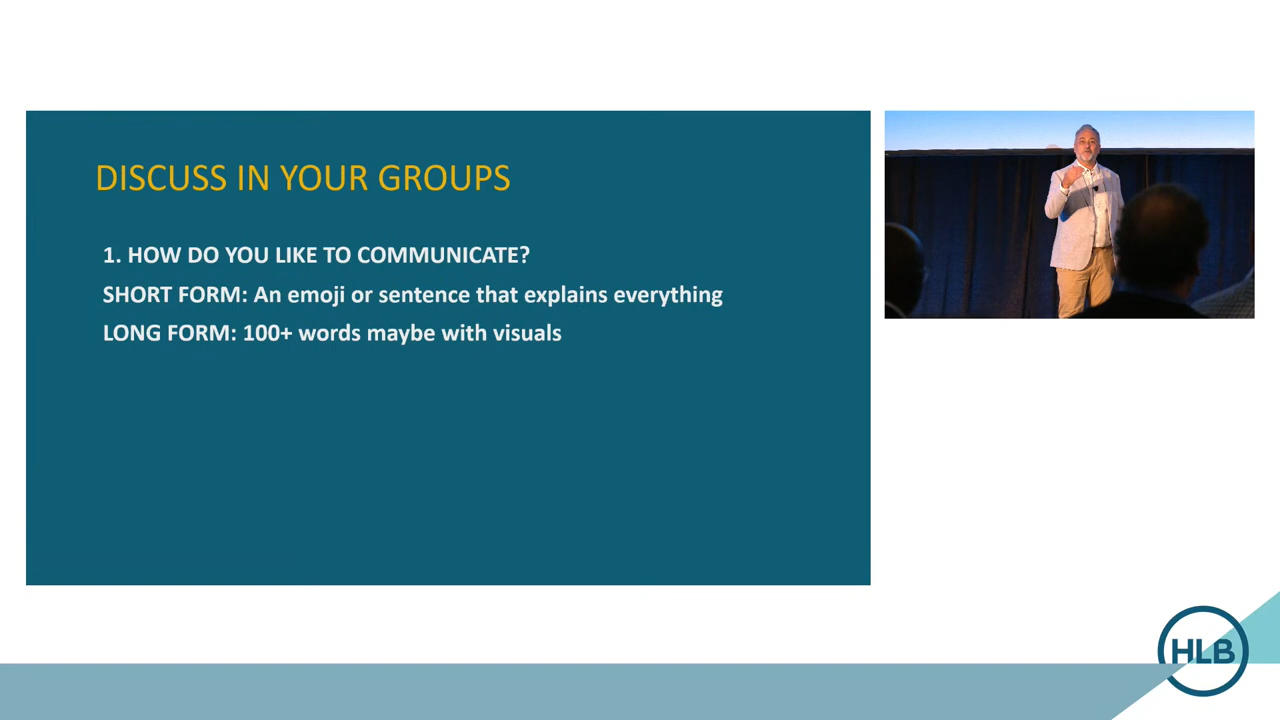 DISCUSS IN YOUR GROUPS
1. HOW DO YOU LIKE TO COMMUNICATE?
SHORT FORM: An emoji or sentence that explains everything
LONG FORM: 100+ words maybe with visuals
HLB